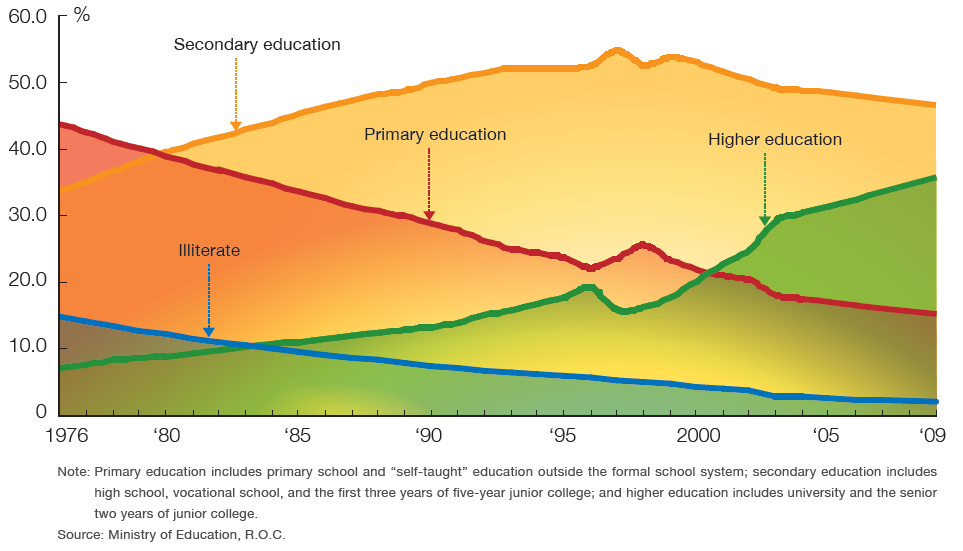 60.0 %
Secondary education
50.0
Primary education
Higher education
40.0
30.0
Illiterate
20.0
10.0
0
1976 ‘80 ‘85 ‘90 ‘95 2000 ‘05 ‘09
Note: Primary education includes primary school and “self-taught” education outside the formal school system; secondary education includes
high school, vocational school, and the first three years of five-year junior college; and higher education includes university and the senior
two years of junior college.
Source: Ministry of Education, R.O.C.